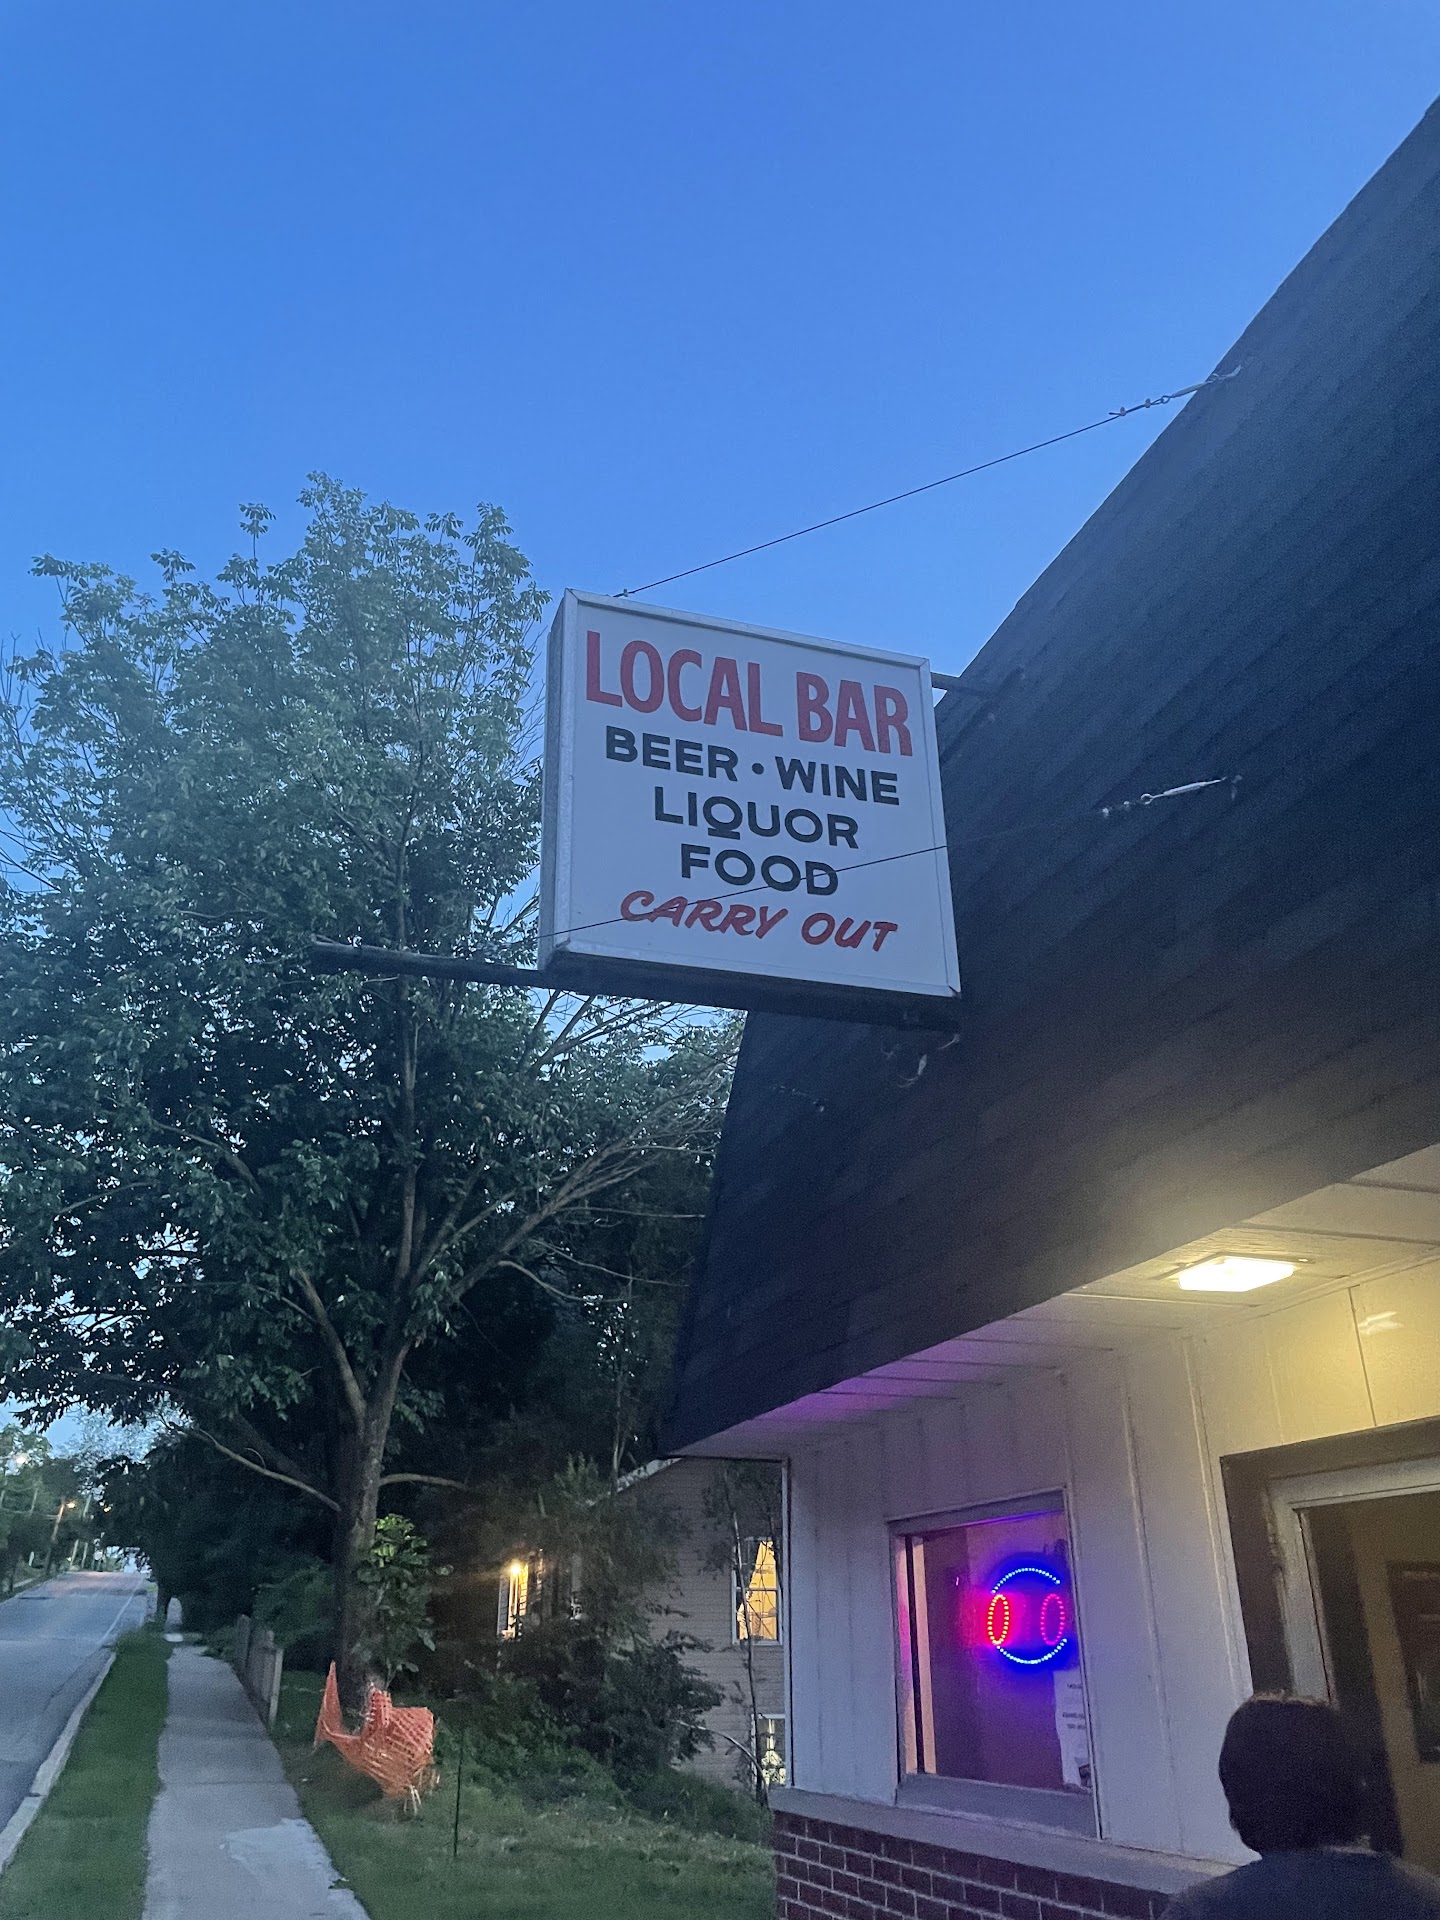 LOCAL BAR
BEER • WINE
LIQUOR
FOOD
CARRY OUT